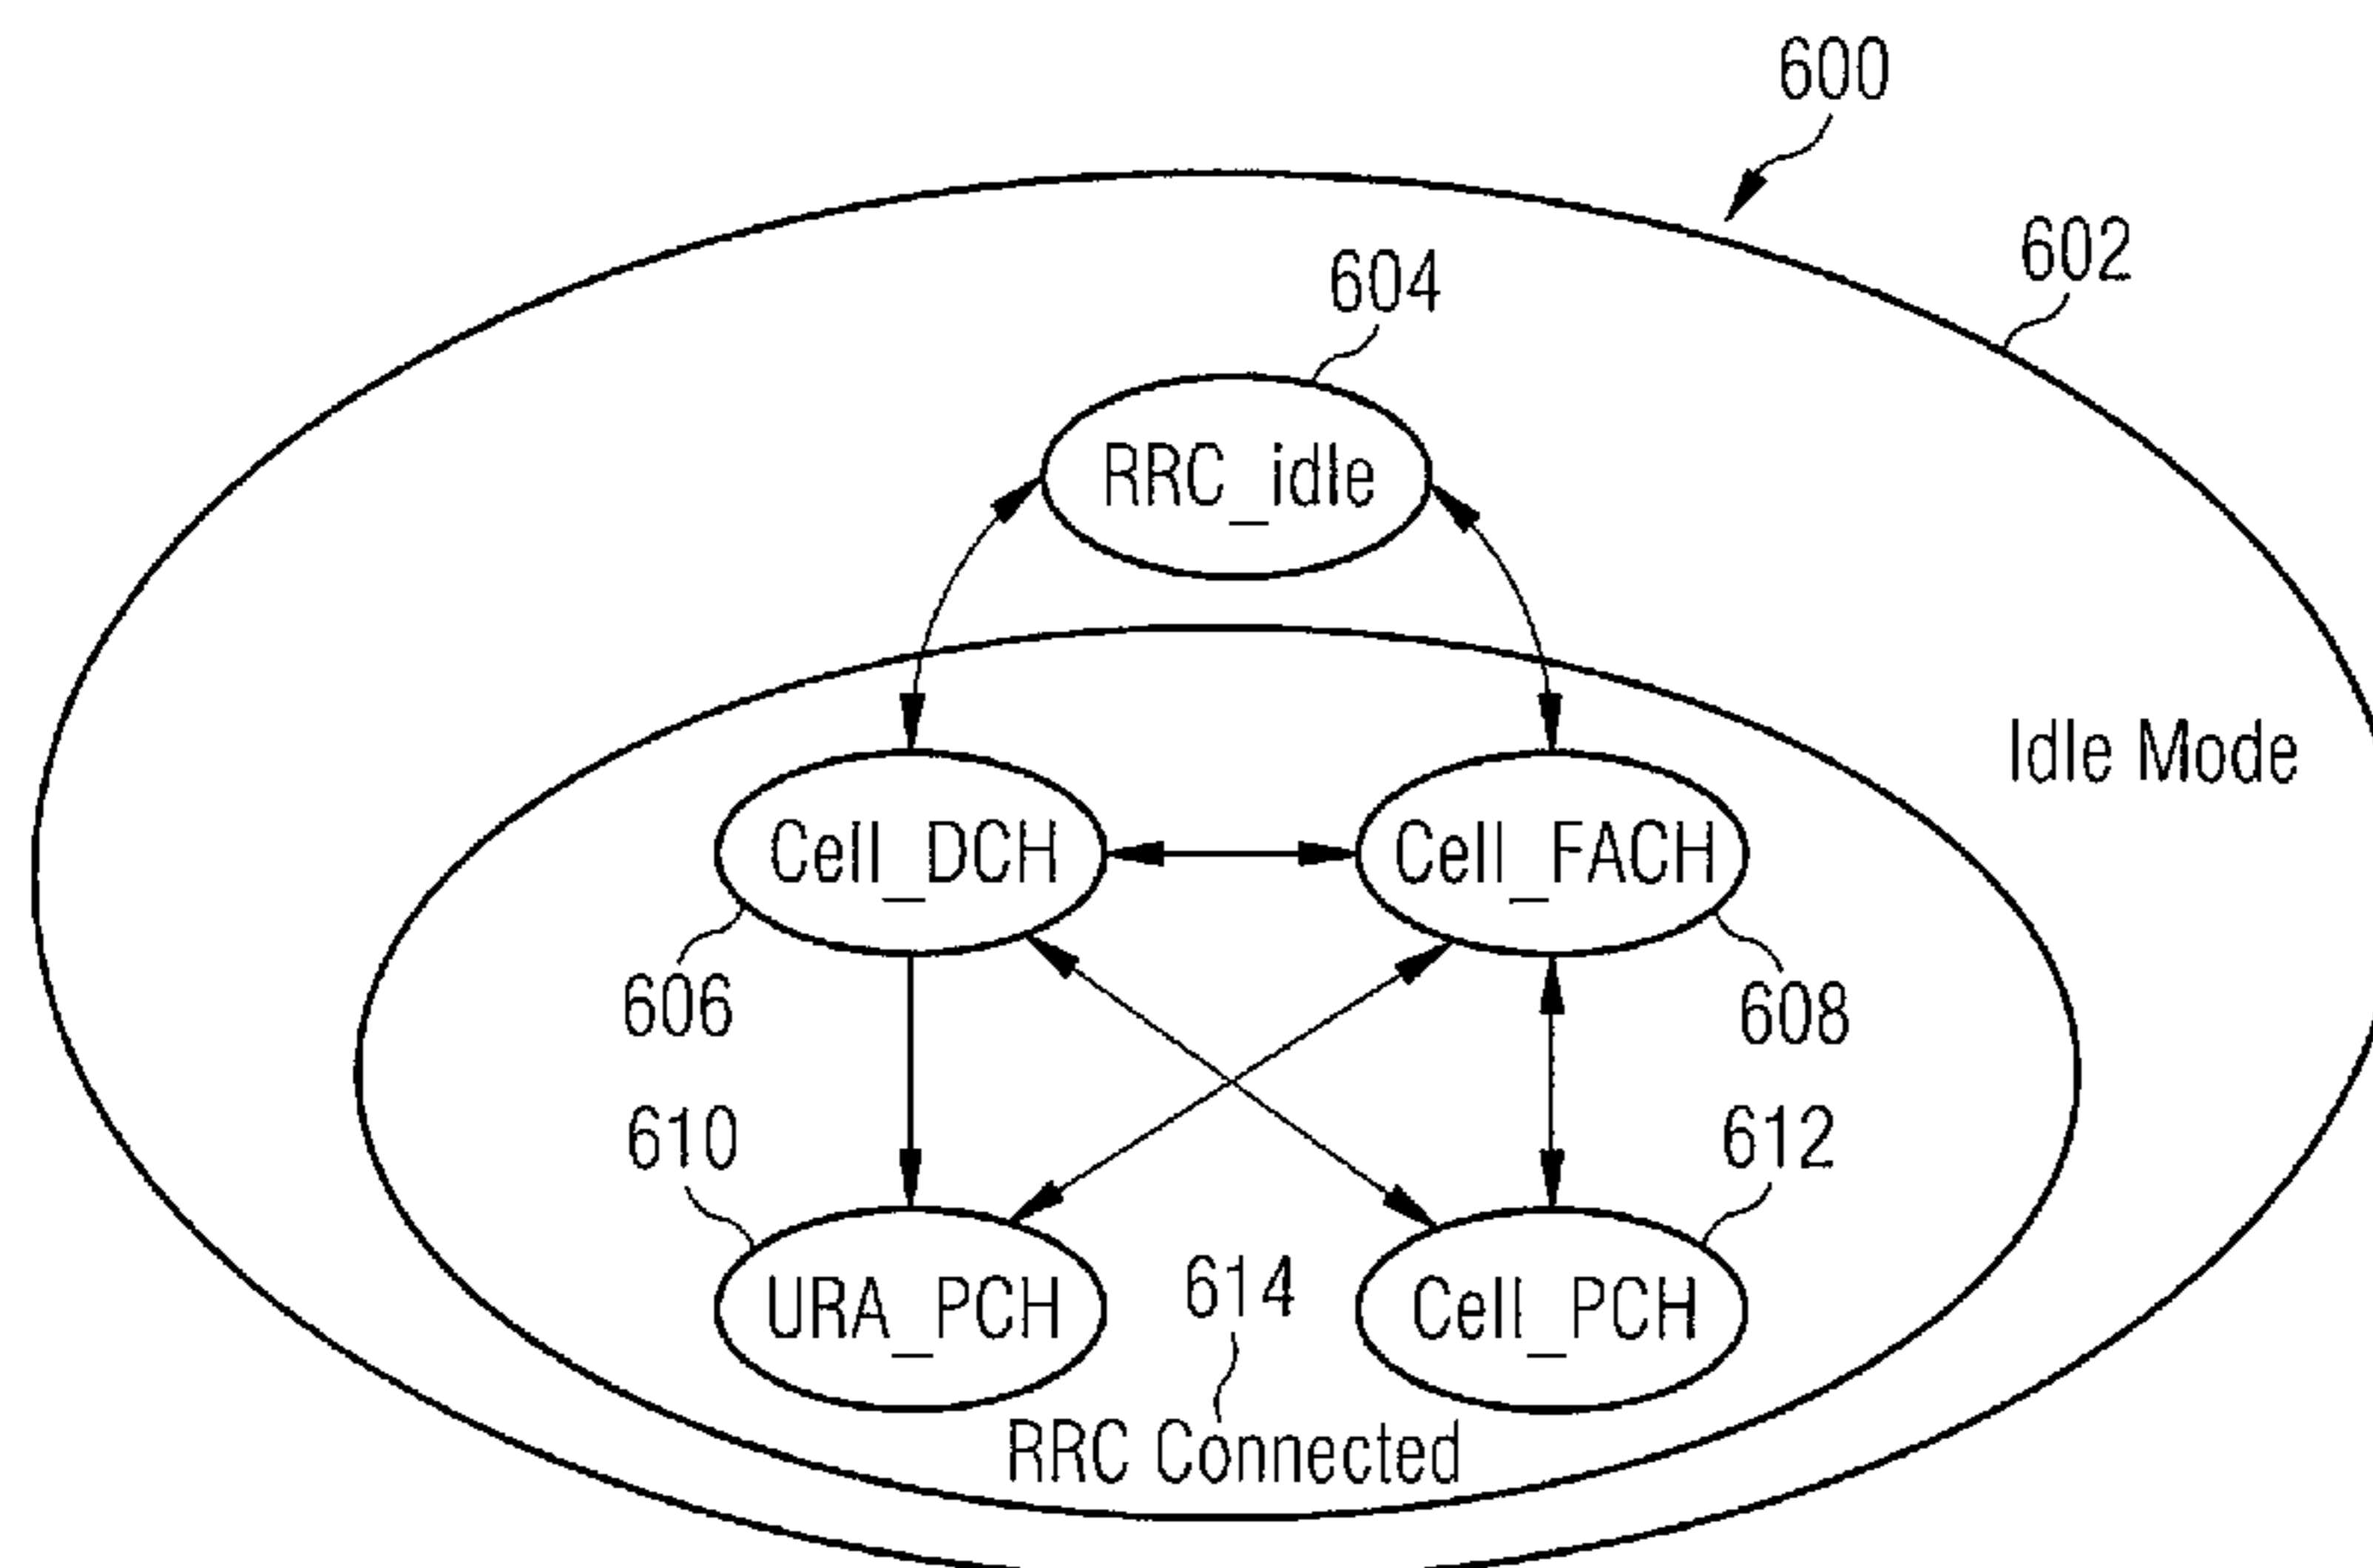 600
602
604
RRC_idle
Idle Mode
Cell_DCH
Cell_FACH
606
608
610
612
URA_PCH
614
Cell_PCH
RRC Connected